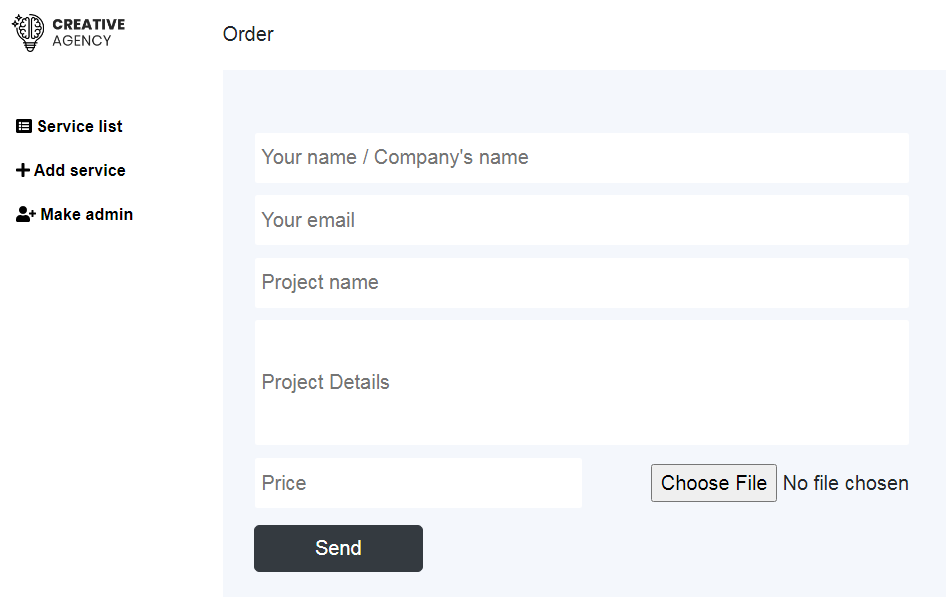 CREATIVE
AGENCY
Order
Service list
Add service
Make admin
Your name / Company's name
Your email
Project name
Project Details
Price
Choose File No file chosen
Send